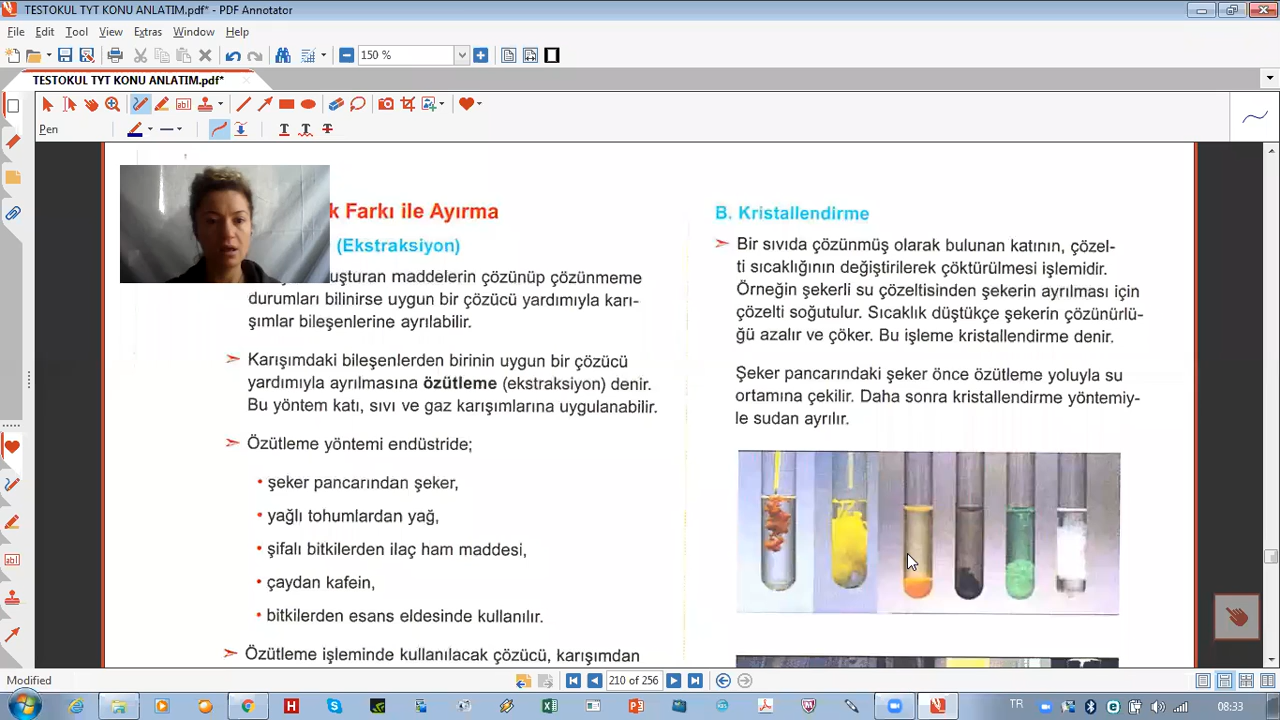 TESTOKUL TYT KONU ANLATIM.pdf* - PDF Annotator
File Edit Tool View Extras Window Help
150 %
TESTOKUL TYT KONU ANLATIM.pdf*
Pen
k Farkı ile Ayırma
(Ekstraksiyon)
uşturan maddelerin çözünüp çözünmeme
durumları bilinirse uygun bir çözücü yardımıyla karı-
şımlar bileşenlerine ayrılabilir.
➢ Karışımdaki bileşenlerden birinin uygun bir çözücü
yardımıyla ayrılmasına özütleme (ekstraksiyon) denir.
Bu yöntem katı, sıvı ve gaz karışımlarına uygulanabilir.
➢ Özütleme yöntemi endüstride;
• şeker pancarından şeker,
• yağlı tohumlardan yağ,
• şifalı bitkilerden ilaç ham maddesi,
• çaydan kafein,
• bitkilerden esans eldesinde kullanılır.
➢ Özütleme işleminde kullanılacak çözücü, karışımdan
B. Kristallendirme
➢ Bir sıvıda çözünmüş olarak bulunan katının, çözel-
ti sıcaklığının değiştirilerek çöktürülmesi işlemidir.
Örneğin şekerli su çözeltisinden şekerin ayrılması için
çözelti soğutulur. Sıcaklık düştükçe şekerin çözünürlü-
ğü azalır ve çöker. Bu işleme kristallendirme denir.
Şeker pancarındaki şeker önce özütleme yoluyla su
ortamına çekilir. Daha sonra kristallendirme yöntemiy-
le sudan ayrılır.
Modified
210 of 256
TR
08:33